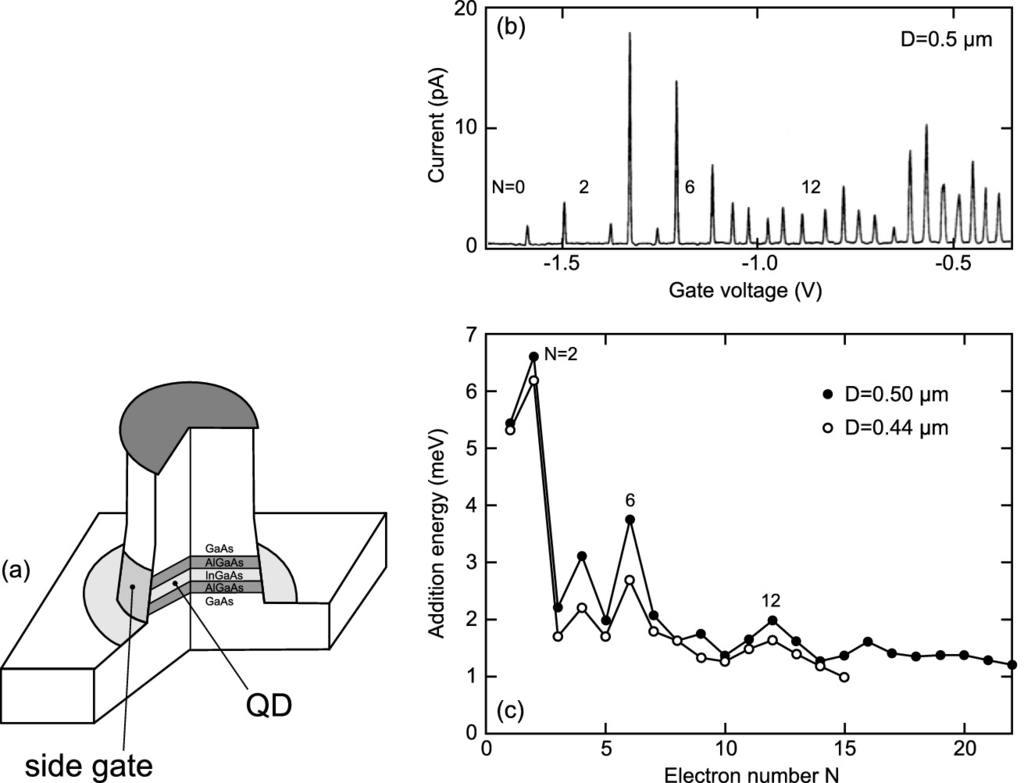 (a)
GaAs
AlGaAs
InGaAs
AlGaAs
GaAs
QD
side gate
(b)
D=0.5 μm
20
10
0
Current (pA)
N=0 2 6 12
-1.5 -1.0 -0.5
Gate voltage (V)
7
6
5
4
3
2
1
0
Addition energy (meV)
N=2
6
12
D=0.50 μm
D=0.44 μm
(c)
0 5 10 15 20
Electron number N